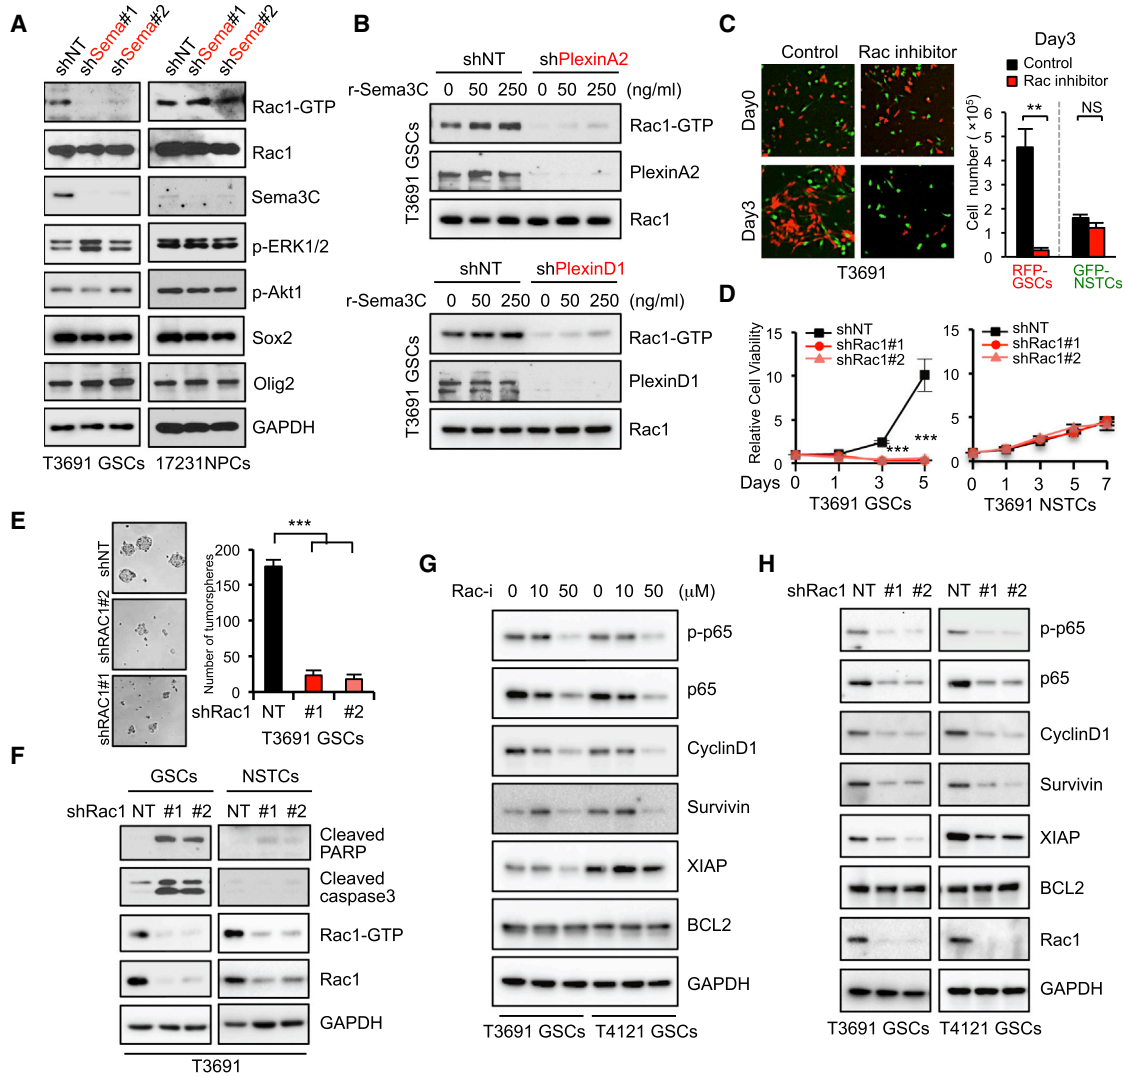 A
shNT
shSema#1
shSema#2
shNT
shSema#1
shSema#2
Rac1-GTP
Rac1
Sema3C
p-ERK1/2
p-Akt1
Sox2
Olig2
GAPDH
T3691 GSCs
17231NPCs
B
shNT
shPlexinA2
r-Sema3C 0 50 250 0 50 250 (ng/ml)
T3691 GSCs
Rac1-GTP
PlexinA2
Rac1
shNT
shPlexinD1
r-Sema3C 0 50 250 0 50 250 (ng/ml)
T3691 GSCs
Rac1-GTP
PlexinD1
Rac1
C
Control
Rac inhibitor
Day0
Day3
T3691
Day3
Control
Rac inhibitor
Cell number ( ×10⁵)
6
5
4
3
2
1
0
**
NS
RFP-
GSCs
GFP-
NSTCs
D
Relative Cell Viability
15
10
5
0
shNT
shRac1#1
shRac1#2
***
***
Days 0 1 3 5
T3691 GSCs
15
10
5
0
shNT
shRac1#1
shRac1#2
0 1 3 5 7
T3691 NSTCs
E
shNT
shRAC1#2
shRAC1#1
Number of tumorspheres
200
150
100
50
0
***
shRac1 NT #1 #2
T3691 GSCs
F
GSCs
NSTCs
shRac1 NT #1 #2 NT #1 #2
Cleaved
PARP
Cleaved
caspase3
Rac1-GTP
Rac1
GAPDH
T3691
G
Rac-i 0 10 50 0 10 50 (μM)
p-p65
p65
CyclinD1
Survivin
XIAP
BCL2
GAPDH
T3691 GSCs
T4121 GSCs
H
shRac1 NT #1 #2 NT #1 #2
p-p65
p65
CyclinD1
Survivin
XIAP
BCL2
Rac1
GAPDH
T3691 GSCs
T4121 GSCs